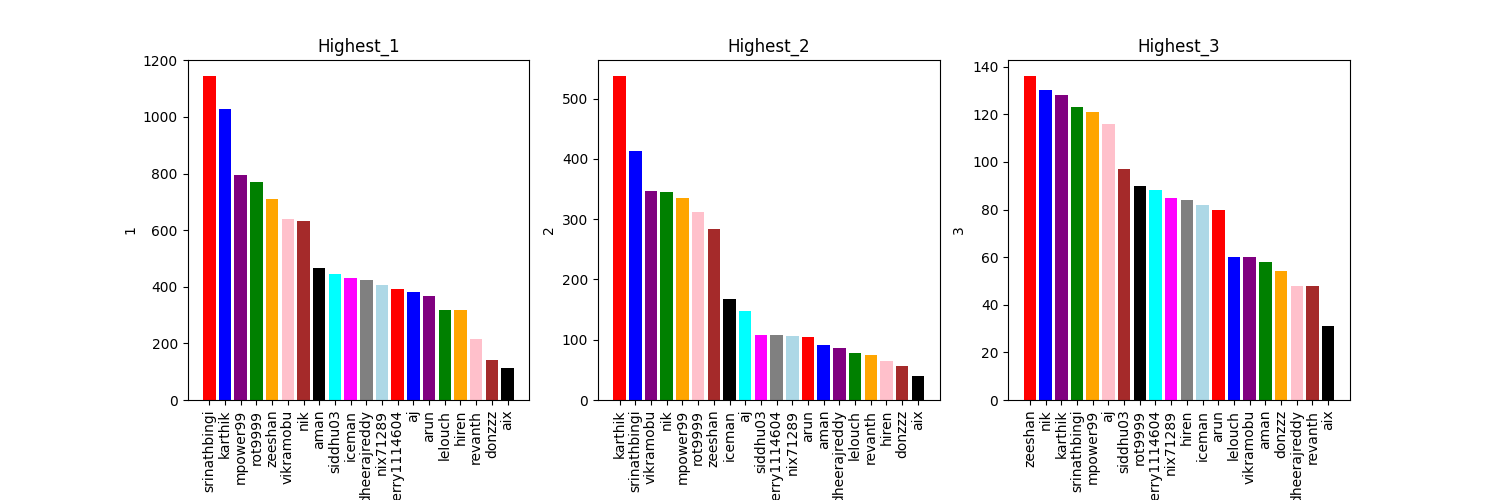 Highest_1
1200
1000
800
600
400
200
0
1
srinathbingi
karthik
mpower99
rot9999
zeeshan
vikramobu
nik
aman
siddhu03
iceman
dheerajreddy
nix71289
erry1114604
aj
arun
lelouch
hiren
revanth
donzzz
aix
Highest_2
500
400
300
200
100
0
2
karthik
srinathbingi
vikramobu
nik
mpower99
rot9999
zeeshan
iceman
aj
siddhu03
erry1114604
nix71289
arun
aman
dheerajreddy
lelouch
revanth
hiren
donzzz
aix
Highest_3
140
120
100
80
60
40
20
0
3
zeeshan
nik
karthik
srinathbingi
mpower99
aj
siddhu03
rot9999
erry1114604
nix71289
hiren
iceman
arun
lelouch
vikramobu
aman
donzzz
dheerajreddy
revanth
aix